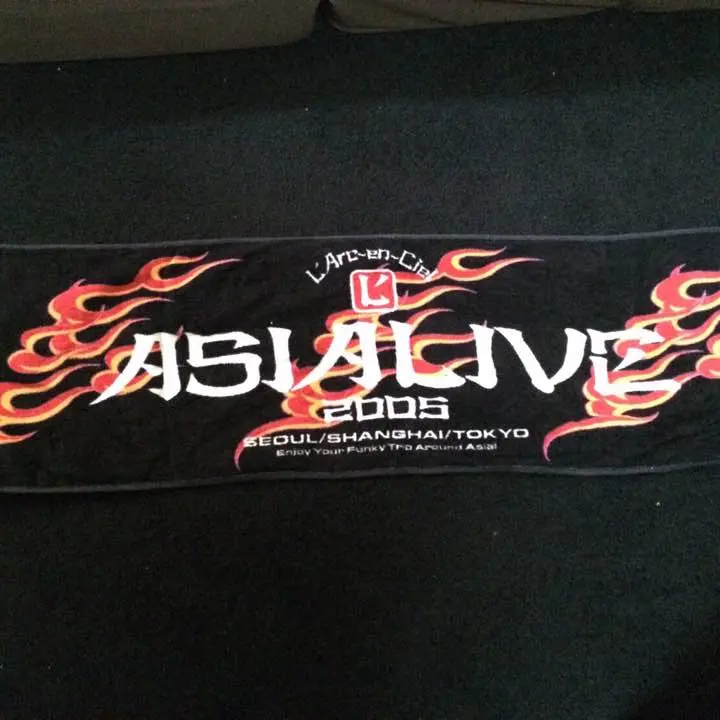 L'Arc-en-Ciel
L'
ASIALIVE
2005
SEOUL/SHANGHAI/TOKYO
Enjoy Your Funky Trip Around Asia!